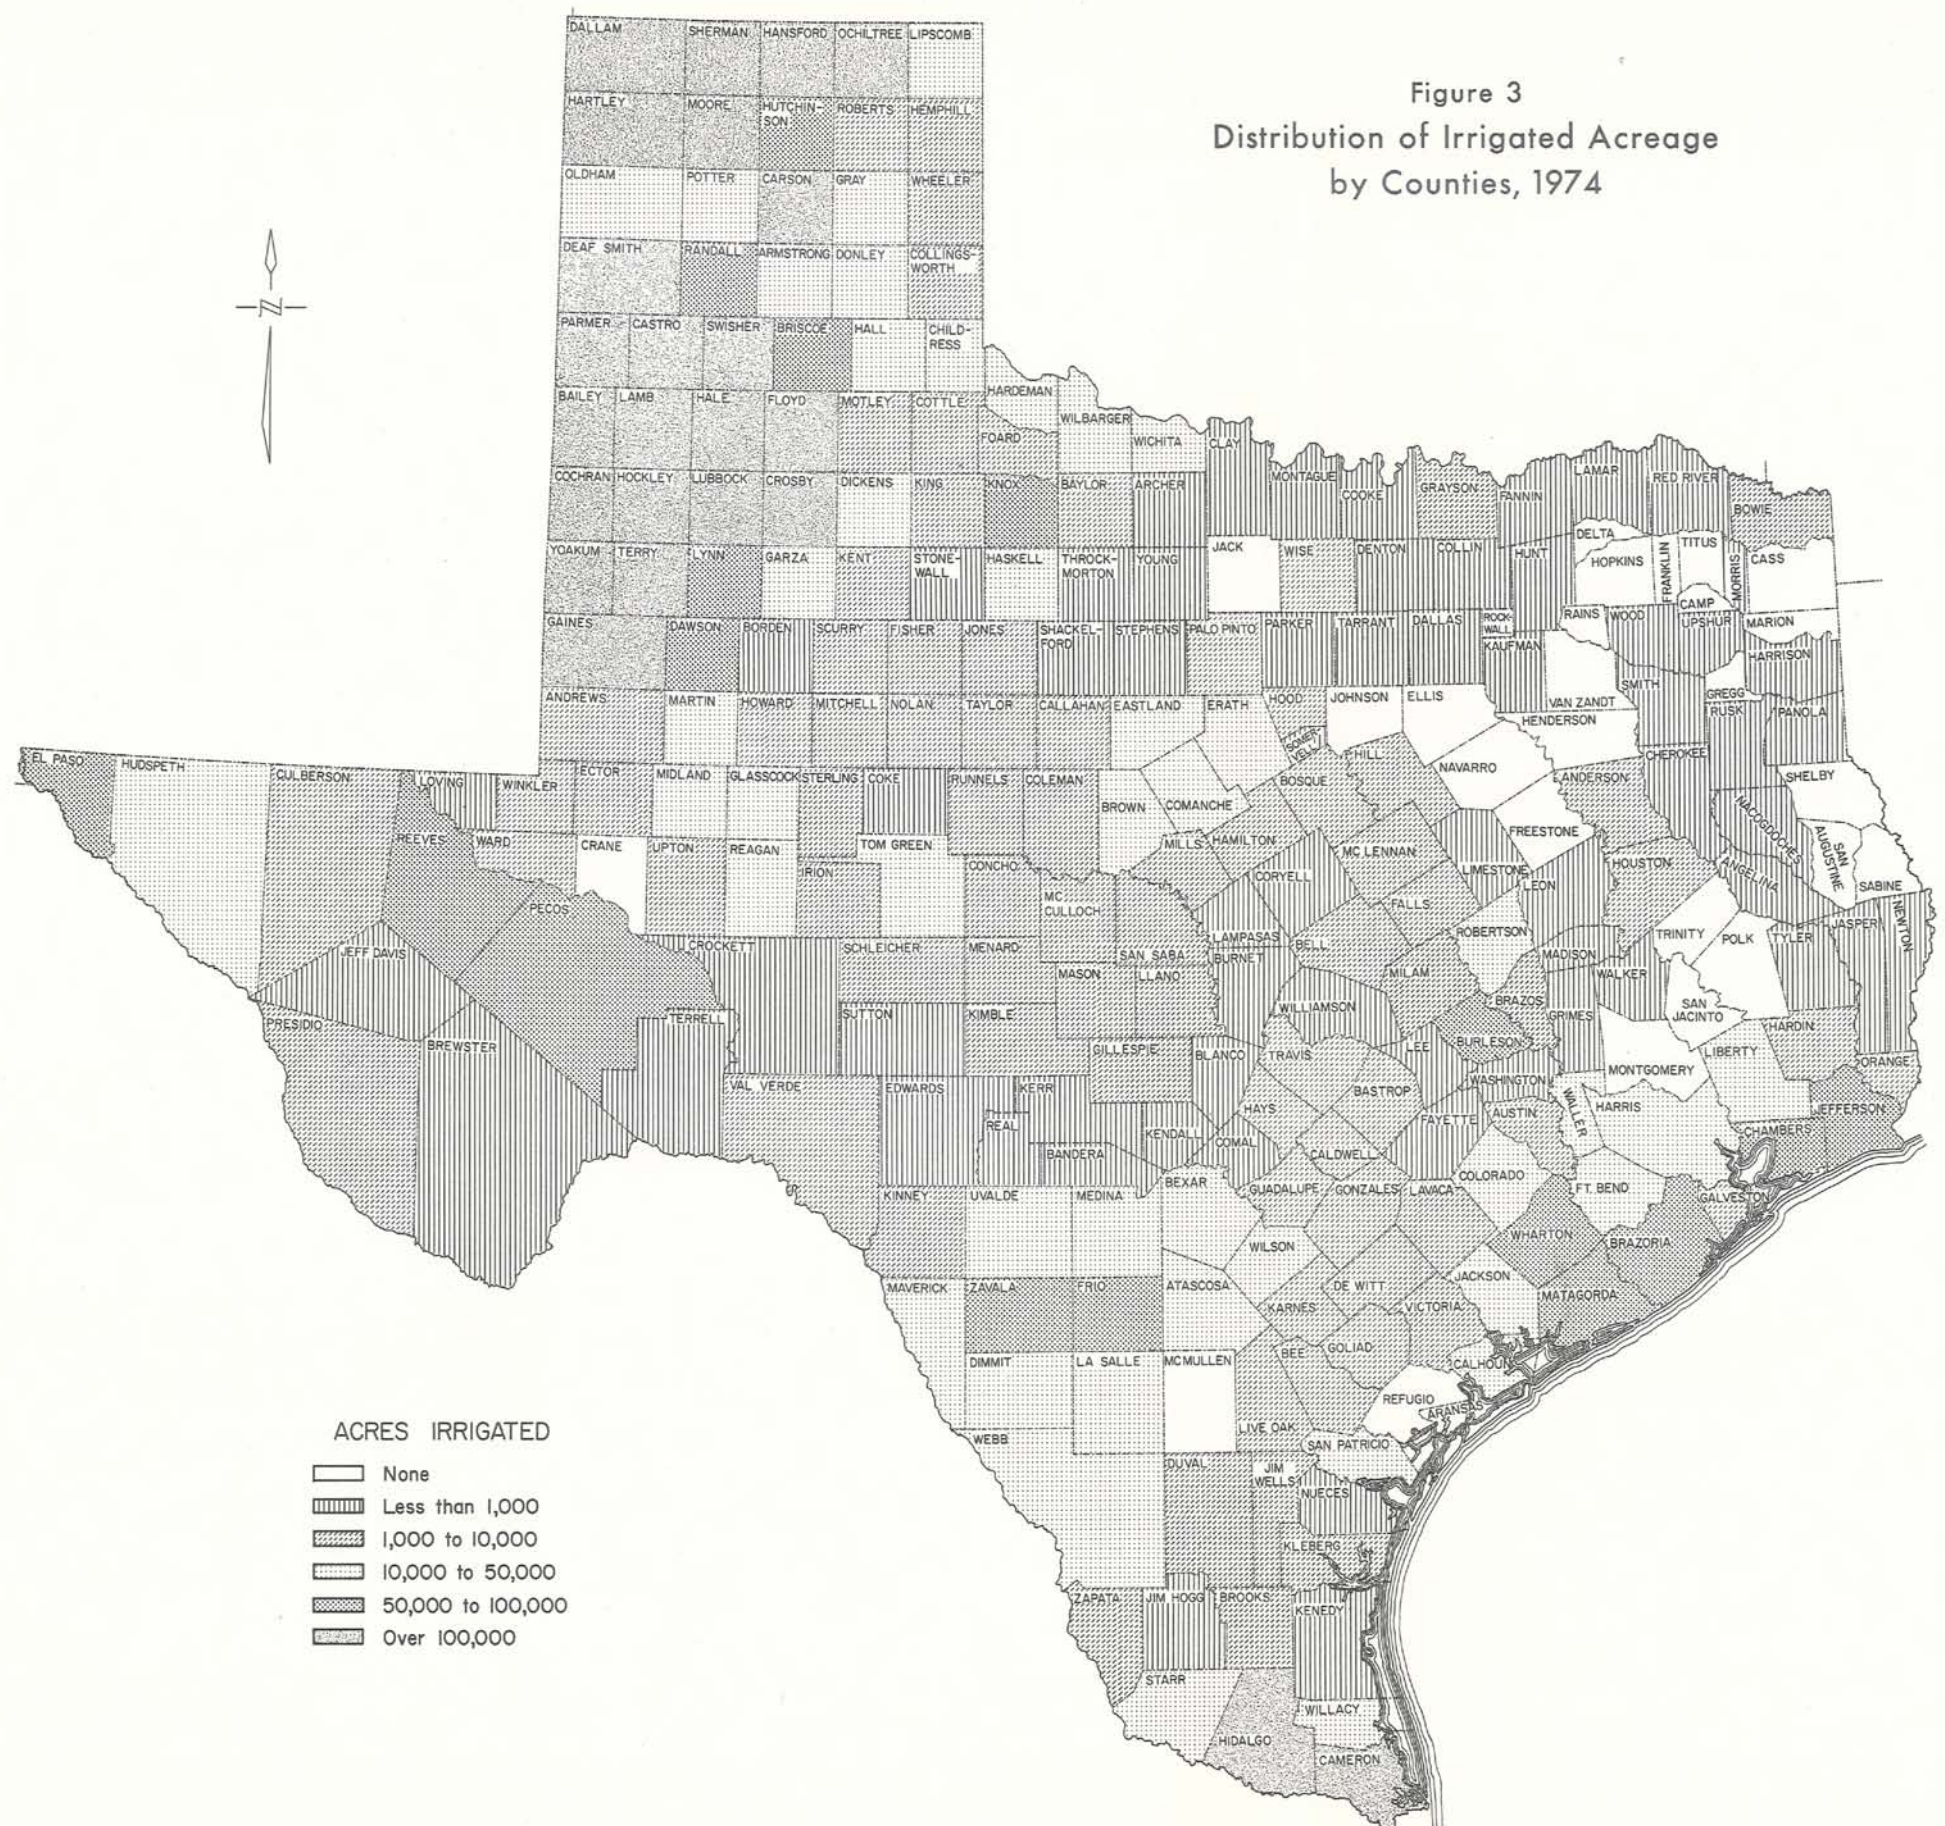 Figure 3
Distribution of Irrigated Acreage
by Counties, 1974
DALLAM SHERMAN HANSFORD OCHILTREE LIPSCOMB
HARTLEY MOORE HUTCHIN- ROBERTS HEMPHILL
SON
OLDHAM POTTER CARSON GRAY WHEELER
DEAF SMITH RANDALL ARMSTRONG DONLEY COLLINGS-
WORTH
N
PARMER CASTRO SWISHER BRISCOE HALL CHILD-
RESS
BAILEY LAMB HALE FLOYD MOTLEY COTTLE HARDEMAN
FOARD WILBARGER WICHITA CLAY
MONTAGUE COOKE GRAYSON FANNIN LAMAR RED RIVER BOWIE
COCHRAN HOCKLEY LUBBOCK CROSBY DICKENS KING KNOX BAYLOR ARCHER
YOAKUM TERRY LYNN GARZA KENT STONE- HASKELL THROCK- YOUNG JACK WISE DENTON COLLIN HUNT DELTA
WALL MORTON
HOPKINS FRANKLIN TITUS MORRIS CASS
CAMP
GAINES DAWSON BORDEN SCURRY FISHER JONES SHACKEL- STEPHENS PALO PINTO PARKER TARRANT DALLAS ROCK- RAINS WOOD UPSHUR MARION
FORD WALL
KAUFMAN HARRISON
ANDREWS MARTIN HOWARD MITCHELL NOLAN TAYLOR CALLAHAN EASTLAND ERATH HOOD JOHNSON ELLIS VAN ZANDT SMITH GREGG
HENDERSON RUSK PANOLA
SOMER-
VELL
EL PASO HUDSPETH CULBERSON LOVING WINKLER ECTOR MIDLAND GLASSCOCK STERLING COKE RUNNELS COLEMAN BROWN COMANCHE BOSQUE HILL NAVARRO ANDERSON CHEROKEE SHELBY
REEVES WARD CRANE UPTON REAGAN TOM GREEN MILLS HAMILTON MC LENNAN LIMESTONE FREESTONE NACOGDOCHES SAN
AUGUSTINE
IRION CONCHO MC
CULLOCH
CORYELL LEON HOUSTON ANGELINA SABINE
PECOS FALLS ROBERTSON TRINITY POLK TYLER JASPER NEWTON
JEFF DAVIS CROCKETT SCHLEICHER MENARD SAN SABA LAMPASAS BELL
MASON LLANO BURNET MILAM MADISON WALKER
PRESIDIO TERRELL SUTTON KIMBLE WILLIAMSON BRAZOS GRIMES SAN
JACINTO
HARDIN
BREWSTER GILLESPIE BLANCO TRAVIS LEE BURLESON LIBERTY ORANGE
VAL VERDE EDWARDS KERR BASTROP WASHINGTON MONTGOMERY
REAL KENDALL HAYS FAYETTE AUSTIN WALLER HARRIS JEFFERSON
BANDERA COMAL CALDWELL CHAMBERS
KINNEY UVALDE MEDINA BEXAR GUADALUPE GONZALES LAVACA COLORADO FT. BEND GALVESTON
WILSON WHARTON BRAZORIA
MAVERICK ZAVALA FRIO ATASCOSA KARNES DE WITT JACKSON MATAGORDA
VICTORIA
DIMMIT LA SALLE MCMULLEN BEE GOLIAD CALHOUN
REFUGIO ARANSAS
WEBB LIVE OAK SAN PATRICIO
DUVAL JIM
WELLS
NUECES
KLEBERG
ZAPATA JIM HOGG BROOKS KENEDY
STARR
WILLACY
HIDALGO
CAMERON
ACRES IRRIGATED
None
Less than 1,000
1,000 to 10,000
10,000 to 50,000
50,000 to 100,000
Over 100,000